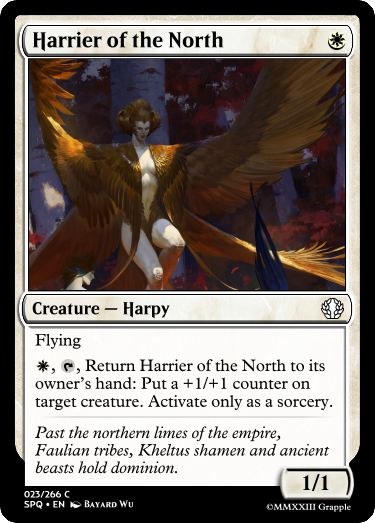 Harrier of the North
Creature — Harpy
Flying
, , Return Harrier of the North to its
owner's hand: Put a +1/+1 counter on
target creature. Activate only as a sorcery.
Past the northern limes of the empire,
Faulian tribes, Kheltus shamen and ancient
beasts hold dominion.
1/1
023/266 C
SPQ • EN Bayard Wu
©MMXXIII Grapple